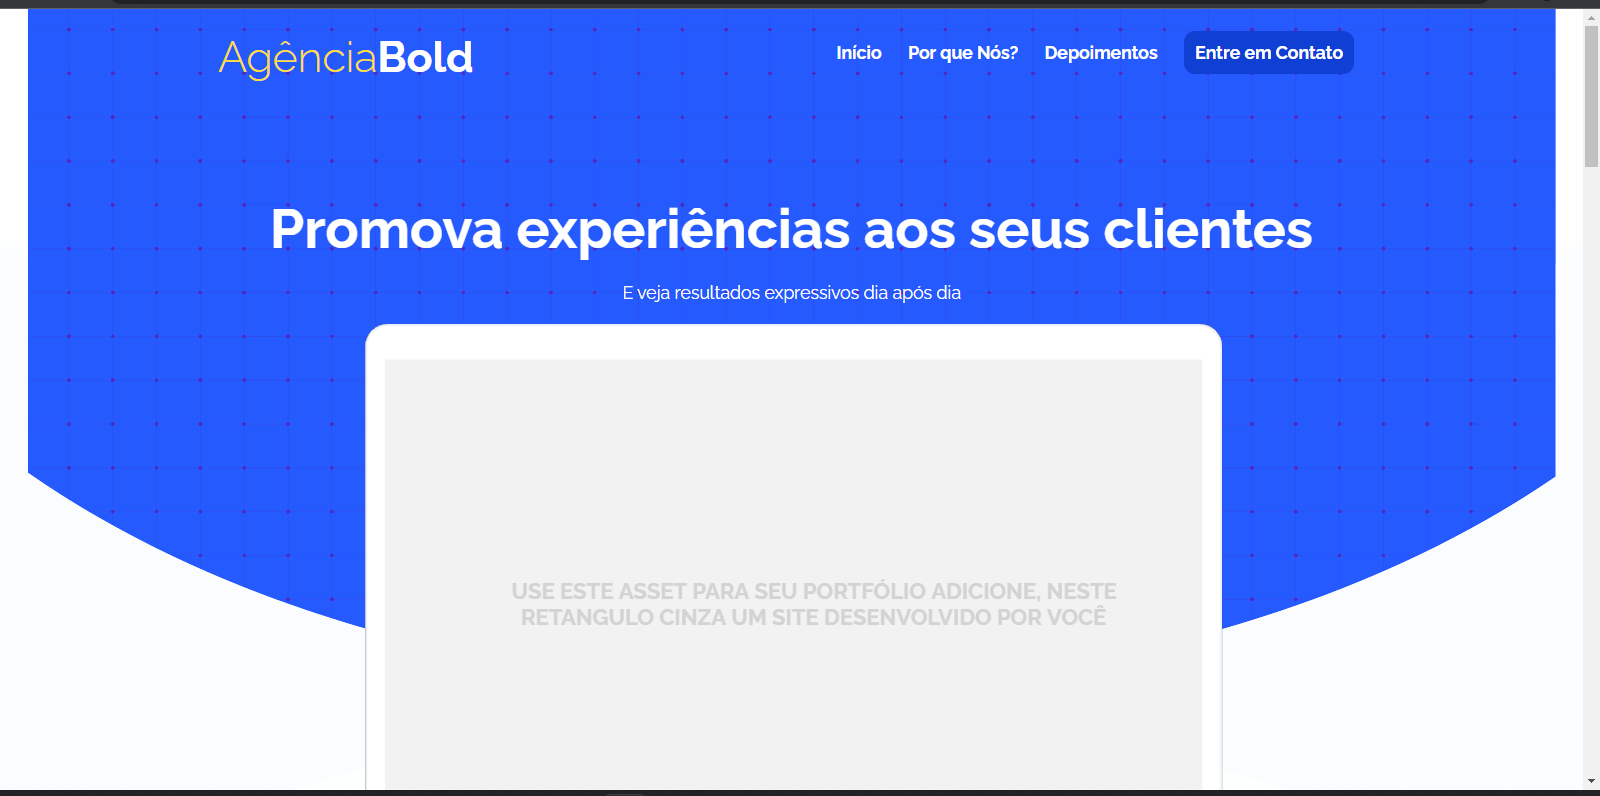 AgênciaBold
Início
Por que Nós?
Depoimentos
Entre em Contato
Promova experiências aos seus clientes
E veja resultados expressivos dia após dia
USE ESTE ASSET PARA SEU PORTFÓLIO ADICIONE, NESTE
RETANGULO CINZA UM SITE DESENVOLVIDO POR VOCÊ